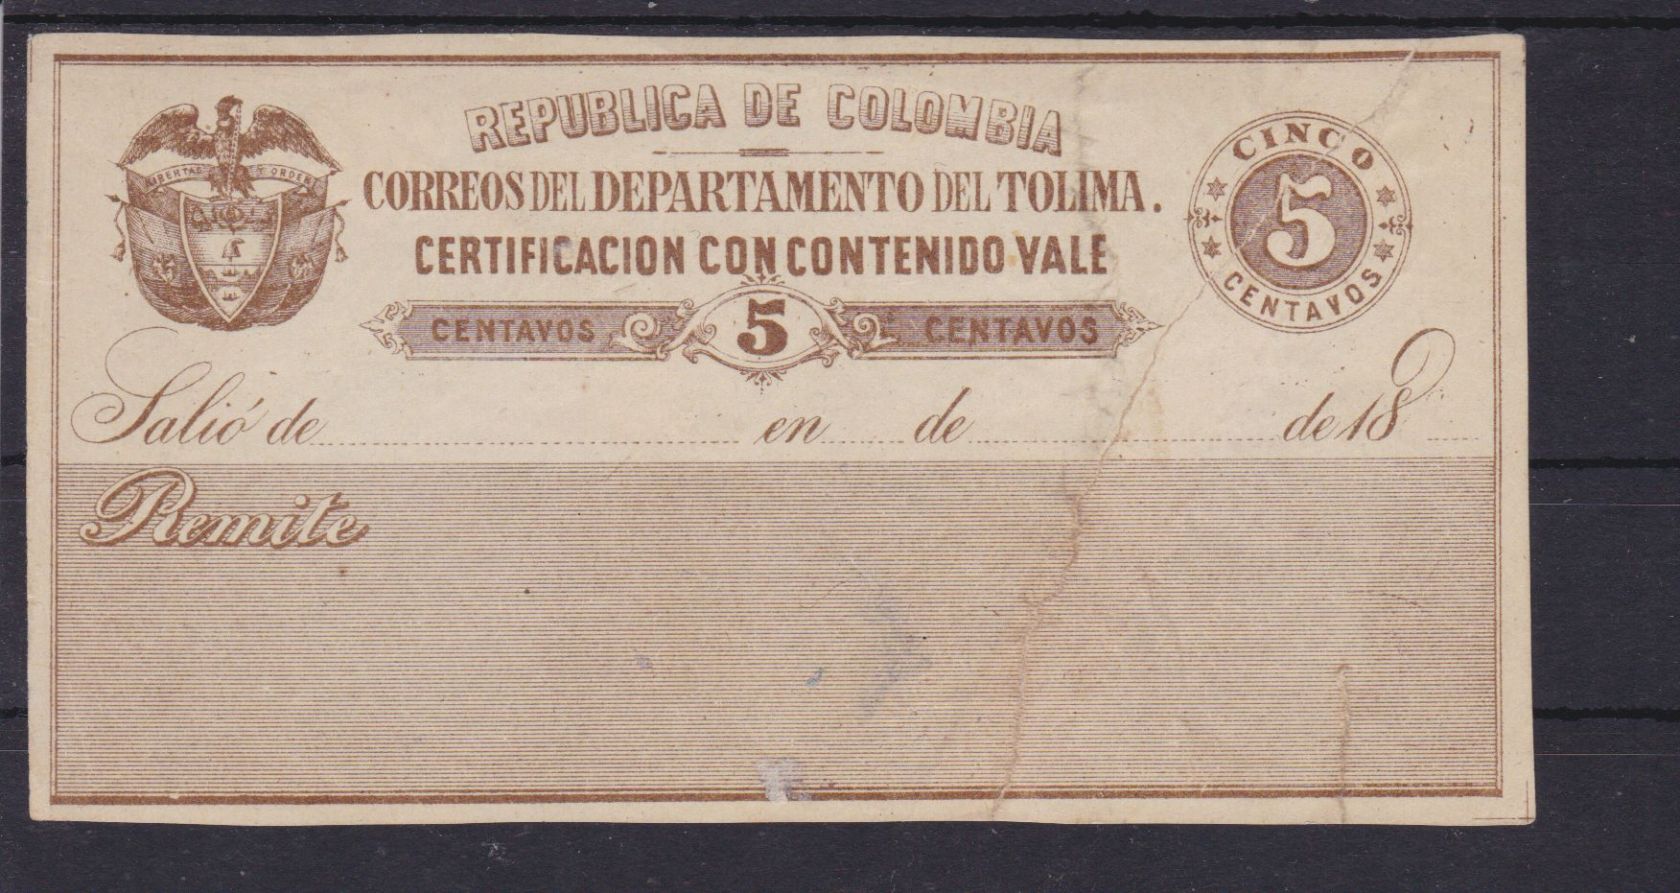 REPUBLICA DE COLOMBIA
LIBERTAD Y ORDEN
CORREOS DEL DEPARTAMENTO DEL TOLIMA.
CERTIFICACION CON CONTENIDO VALE
CENTAVOS 5 CENTAVOS
CINCO
5
CENTAVOS
Salió de en de de 18
Remite